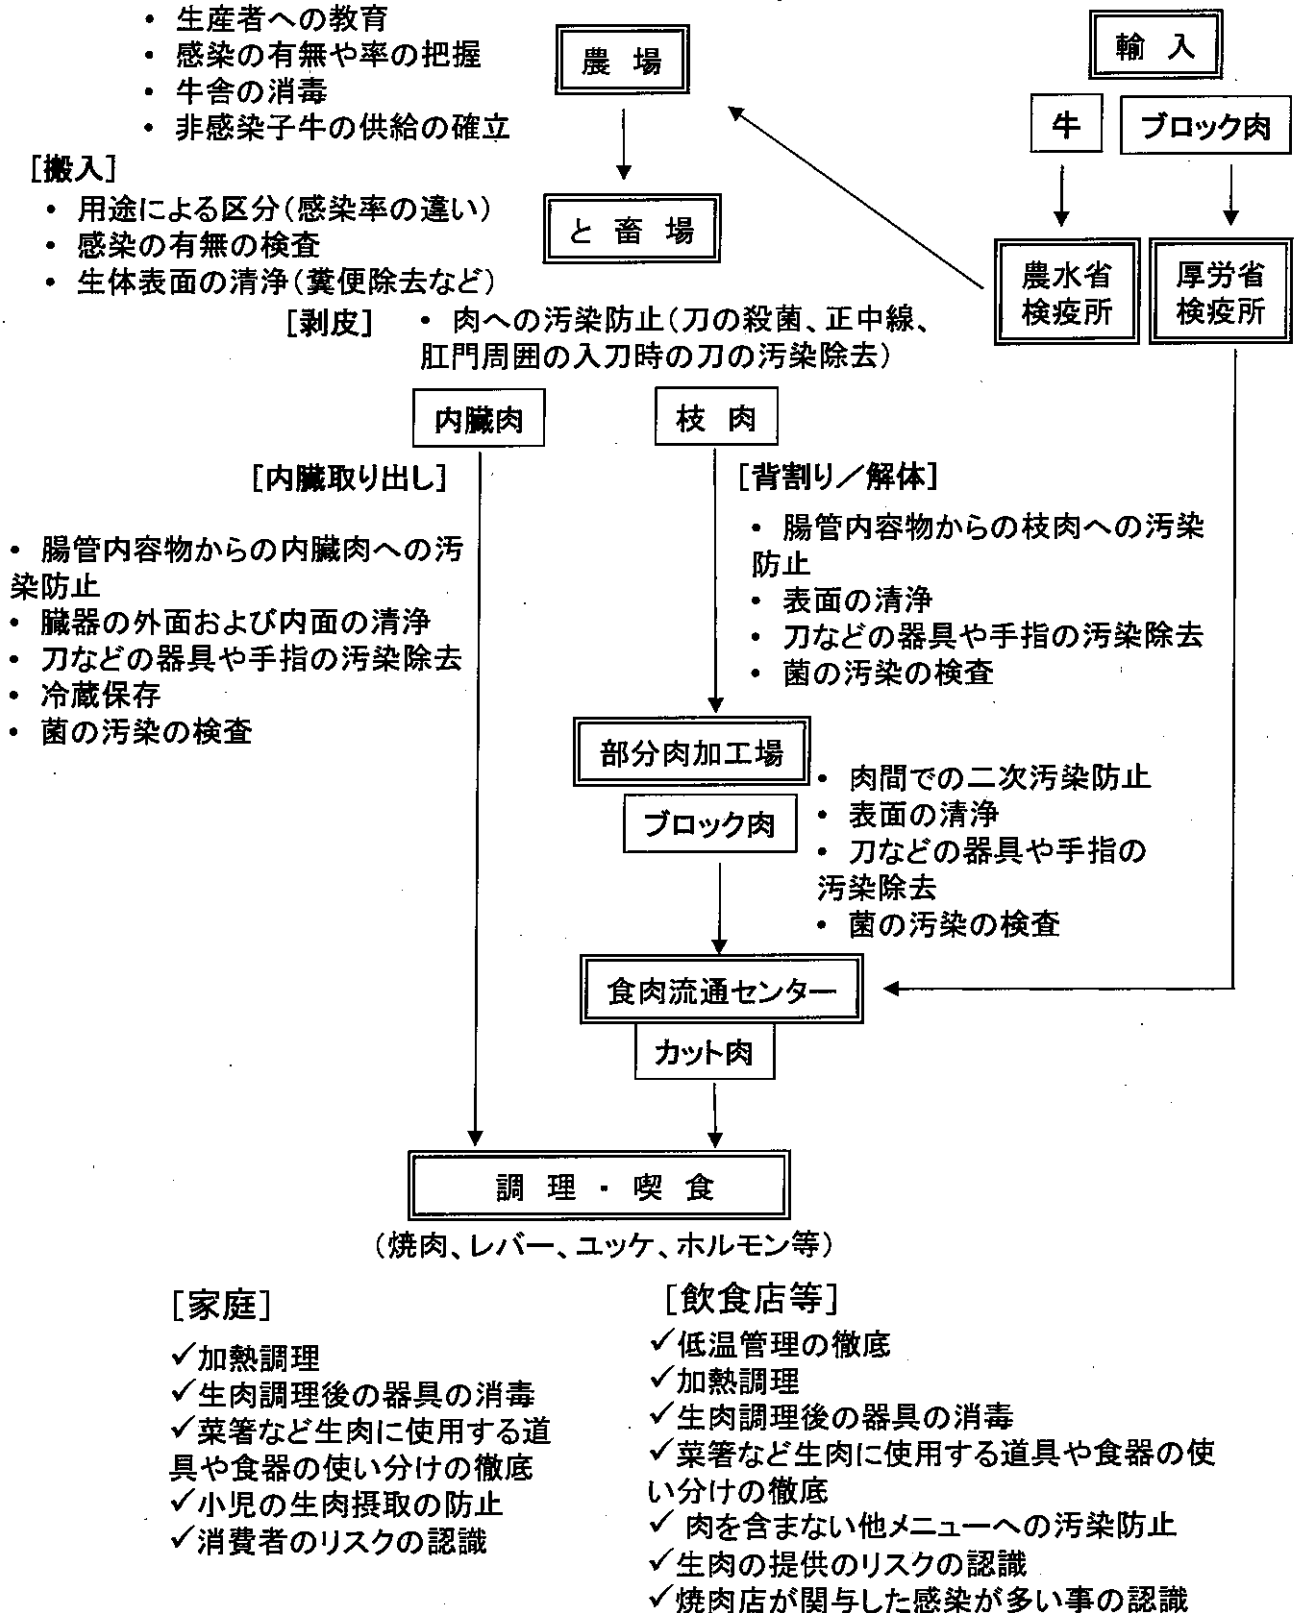 ・ 生産者への教育
・ 感染の有無や率の把握
・ 牛舎の消毒
・ 非感染子牛の供給の確立
農 場
輸 入
牛
ブロック肉
[搬入]
・ 用途による区分(感染率の違い)
・ 感染の有無の検査
・ 生体表面の清浄(糞便除去など)
と 畜 場
農水省
検疫所
厚労省
検疫所
[剥皮] ・ 肉への汚染防止(刀の殺菌、正中線、
肛門周囲の入刀時の刀の汚染除去)
内臓肉
枝 肉
[内臓取り出し]
・ 腸管内容物からの内臓肉への汚
染防止
・ 臓器の外面および内面の清浄
・ 刀などの器具や手指の汚染除去
・ 冷蔵保存
・ 菌の汚染の検査
[背割り/解体]
・ 腸管内容物からの枝肉への汚染
防止
・ 表面の清浄
・ 刀などの器具や手指の汚染除去
・ 菌の汚染の検査
部分肉加工場
ブロック肉
・ 肉間での二次汚染防止
・ 表面の清浄
・ 刀などの器具や手指の
汚染除去
・ 菌の汚染の検査
食肉流通センター
カット肉
調 理 ・ 喫 食
(焼肉、レバー、ユッケ、ホルモン等)
[家庭]
✓加熱調理
✓生肉調理後の器具の消毒
✓菜箸など生肉に使用する道
具や食器の使い分けの徹底
✓小児の生肉摂取の防止
✓消費者のリスクの認識
[飲食店等]
✓低温管理の徹底
✓加熱調理
✓生肉調理後の器具の消毒
✓菜箸など生肉に使用する道具や食器の使
い分けの徹底
✓ 肉を含まない他メニューへの汚染防止
✓生肉の提供のリスクの認識
✓焼肉店が関与した感染が多い事の認識